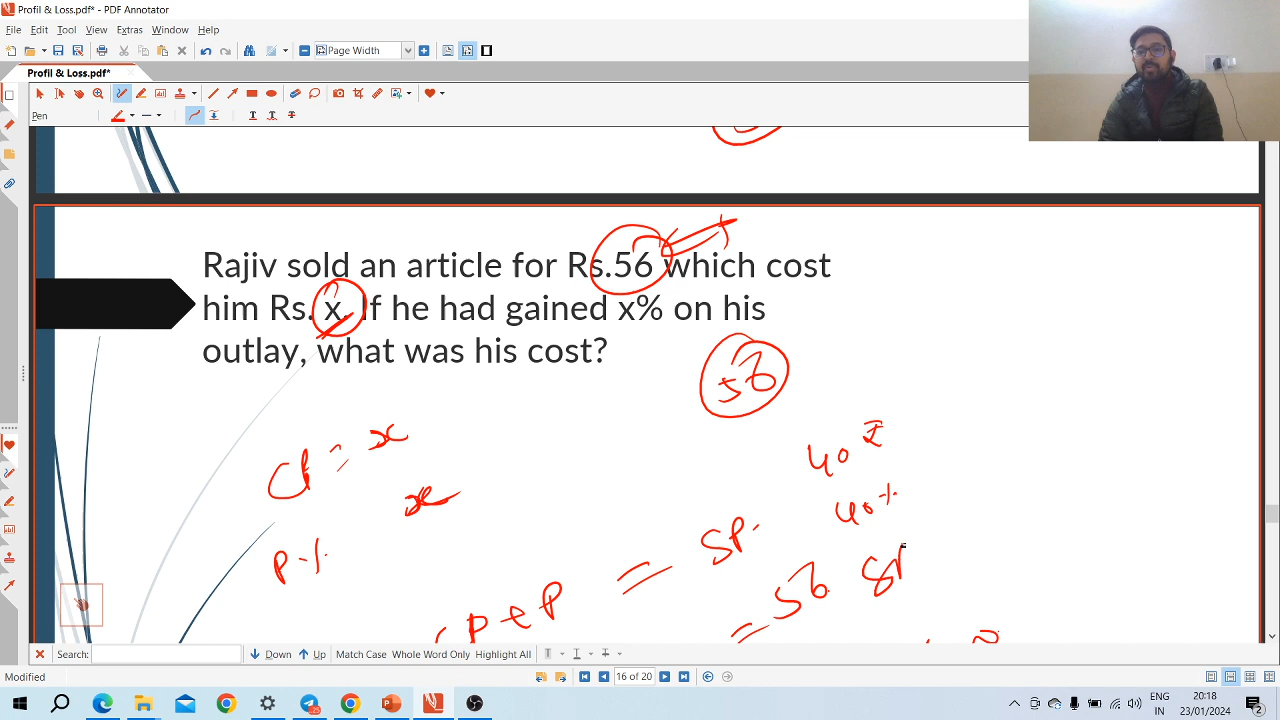 Profil & Loss.pdf* - PDF Annotator
File Edit Tool View Extras Window Help
Page Width
Profil & Loss.pdf*
Pen
Rajiv sold an article for Rs.56 which cost
him Rs. x. If he had gained x% on his
outlay, what was his cost?
56
CP = x
x
40 ₹
40%
P%
SP
=
P + P
= 56
SP
Search: Down Up Match Case Whole Word Only Highlight All
Modified
16 of 20
ENG
IN
20:18
23/01/2024
25
2